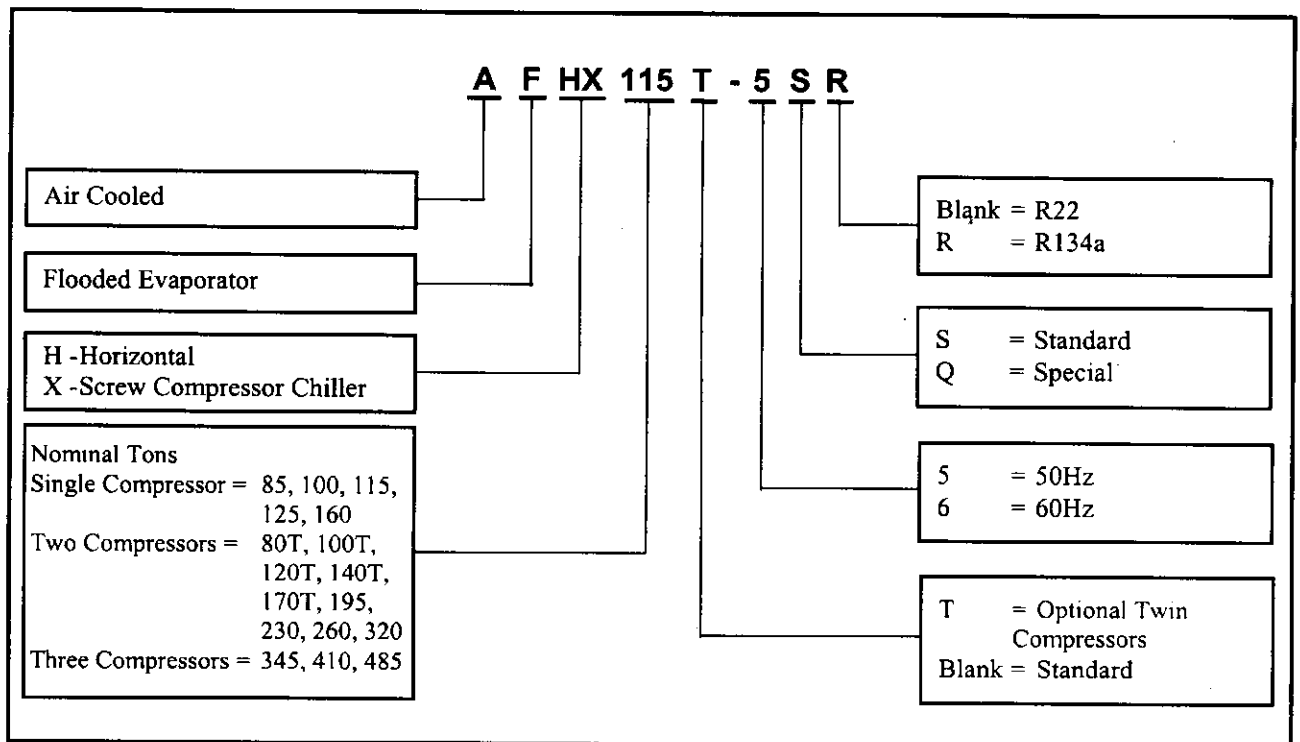 A F HX 115 T - 5 S R
Air Cooled
Flooded Evaporator
H -Horizontal
X -Screw Compressor Chiller
Nominal Tons
Single Compressor = 85, 100, 115,
125, 160
Two Compressors = 80T, 100T,
120T, 140T,
170T, 195,
230, 260, 320
Three Compressors = 345, 410, 485
Blank = R22
R = R134a
S = Standard
Q = Special
5 = 50Hz
6 = 60Hz
T = Optional Twin
Compressors
Blank = Standard